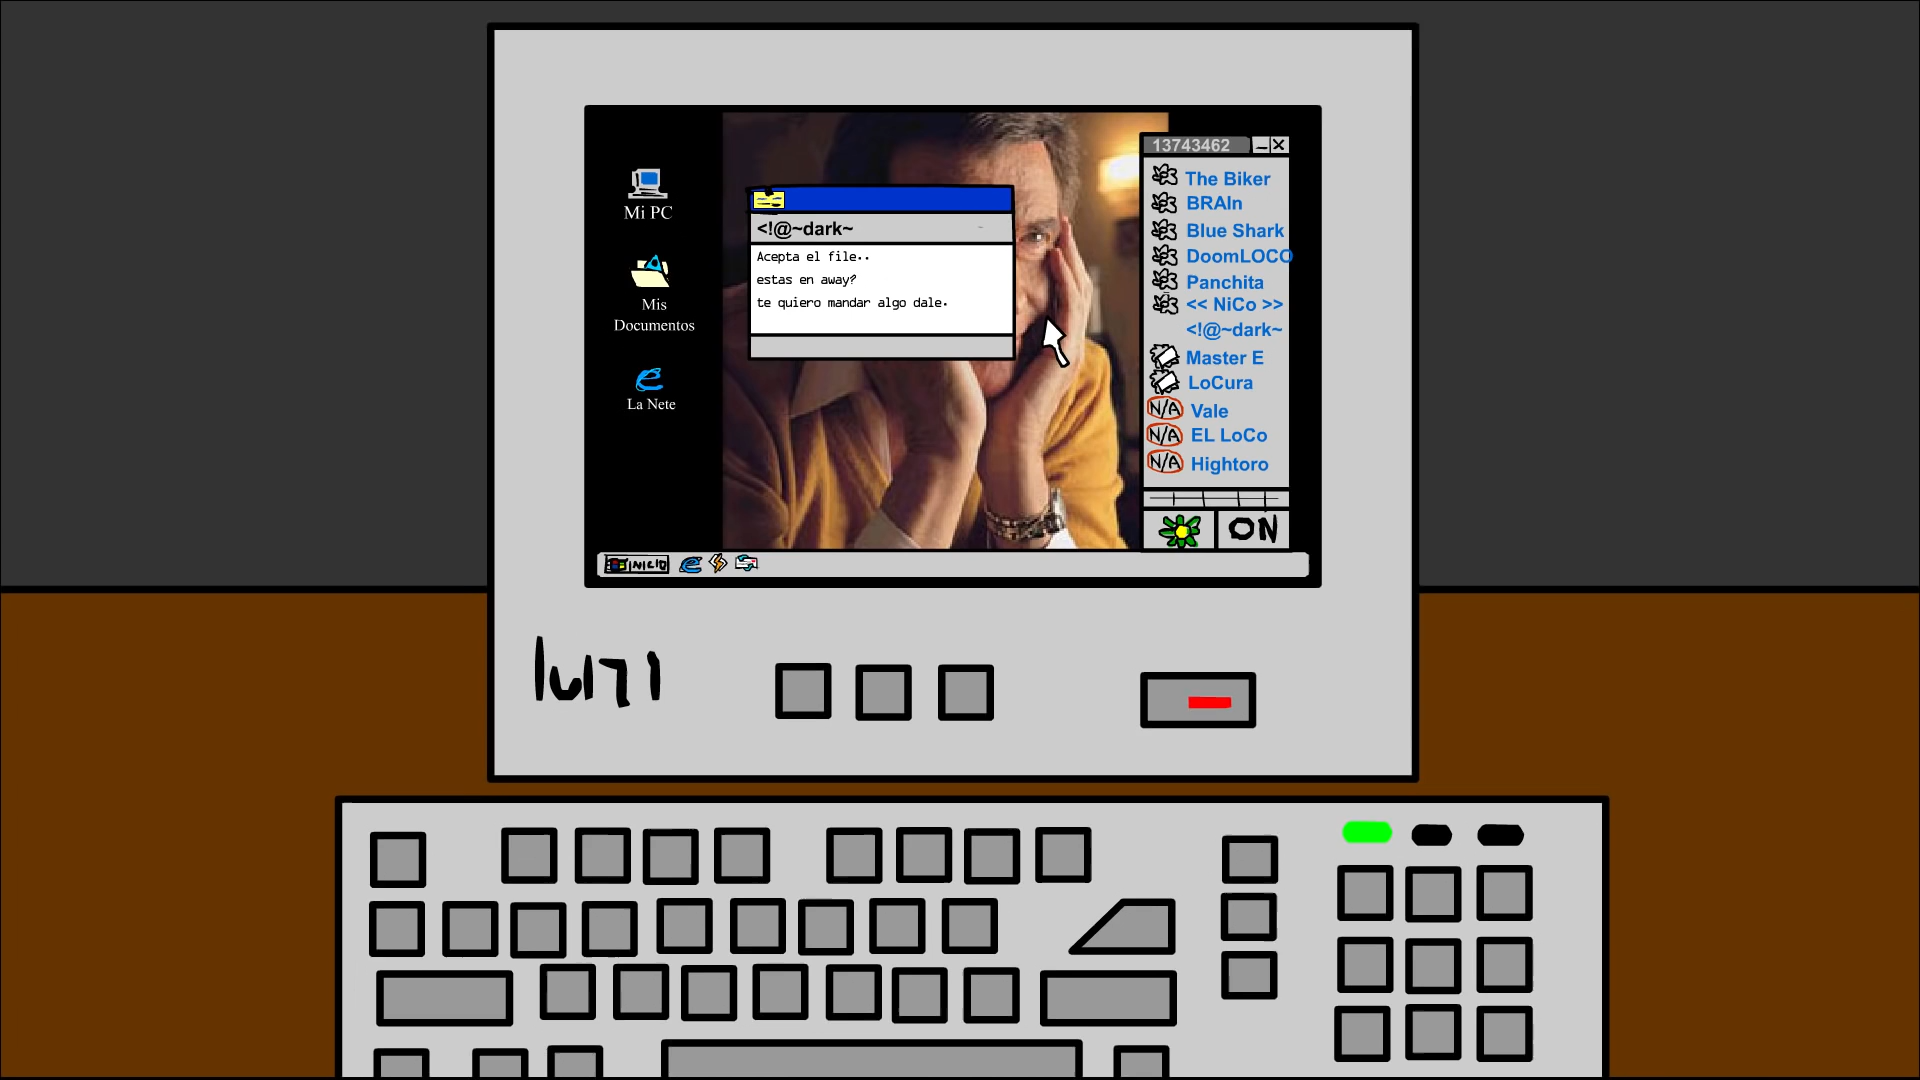 Mi PC
Mis
Documentos
La Nete
<!@~dark~
Acepta el file..
estas en away?
te quiero mandar algo dale.
13743462
The Biker
BRAIn
Blue Shark
DoomLOCO
Panchita
<< NiCo >>
<!@~dark~
Master E
LoCura
N/A Vale
N/A EL LoCo
N/A Hightoro
ON
INICIO